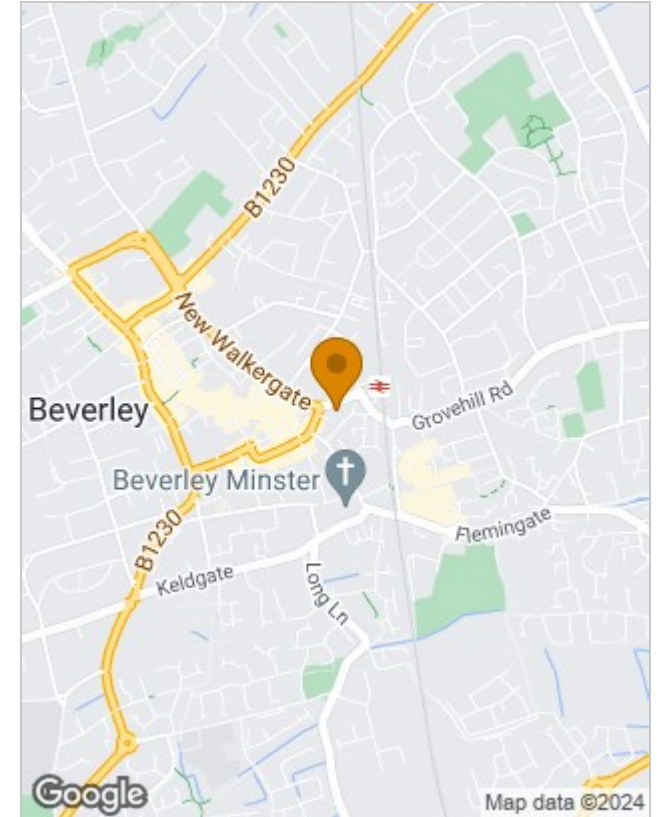 B1230
New Walkergate
Beverley
Grovehill Rd
Beverley Minster
Flemingate
B1230
Keldgate
Long Ln
Google
Map data ©2024